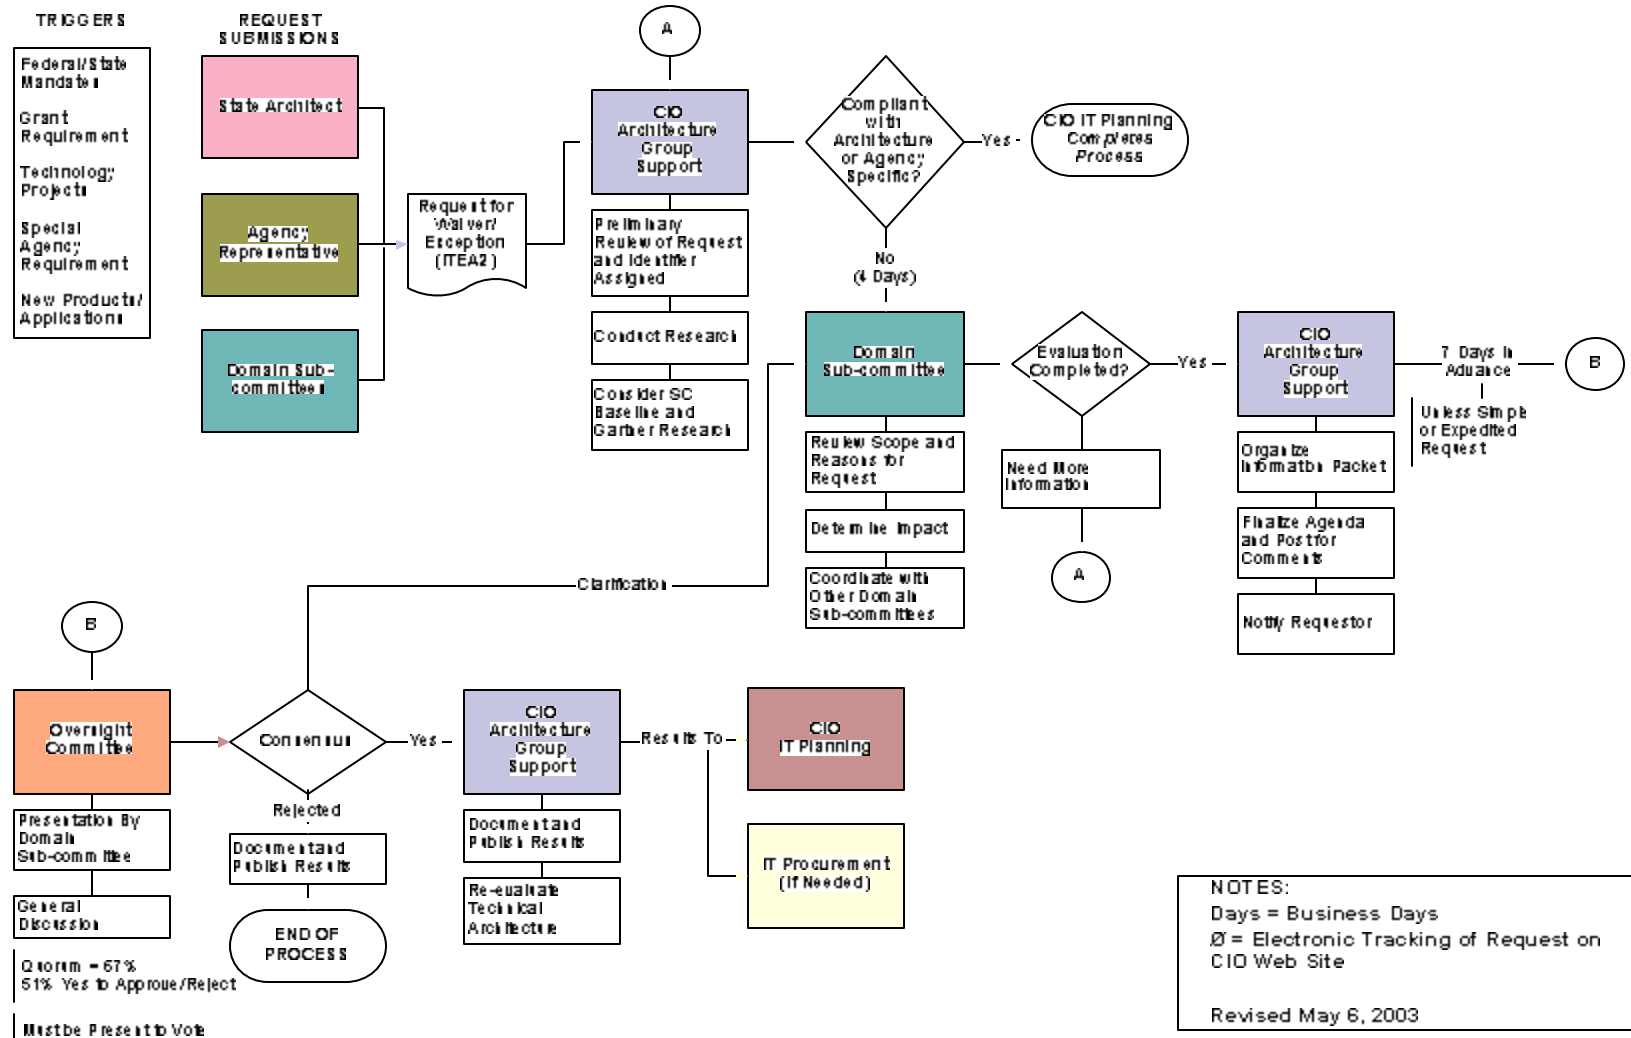 TRIGGERS
Federal/State
Mandates
Grant
Requirement
Technology
Projects
Special
Agency
Requirement
New Products/
Applications
REQUEST
SUBMISSIONS
State Architect
Agency
Representative
Domain Sub-
committees
Request for
Waiver/
Exception
(ITEA2)
A
CIO
Architecture
Group
Support
Preliminary
Review of Request
and Identifier
Assigned
Conduct Research
Consider SC
Baseline and
Gartner Research
Compliant
with
Architecture
or Agency
Specific?
Yes
CIO IT Planning
Completes
Process
No
(4 Days)
Domain
Sub-committee
Review Scope and
Reasons for
Request
Determine Impact
Coordinate with
Other Domain
Sub-committees
Evaluation
Completed?
Need More
Information
A
Yes
CIO
Architecture
Group
Support
Organize
Information Packet
Finalize Agenda
and Post for
Comments
Notify Requestor
7 Days in
Advance
Unless Simple
or Expedited
Request
B
Clarification
B
Oversight
Committee
Presentation By
Domain
Sub-committee
General
Discussion
Quorum = 67%
51% Yes to Approve/Reject
Must be Present to Vote
Consensus
Rejected
Document and
Publish Results
END OF
PROCESS
Yes
CIO
Architecture
Group
Support
Document and
Publish Results
Re-evaluate
Technical
Architecture
Results To
CIO
IT Planning
IT Procurement
(If Needed)
NOTES:
Days = Business Days
Ø = Electronic Tracking of Request on
CIO Web Site
Revised May 6, 2003